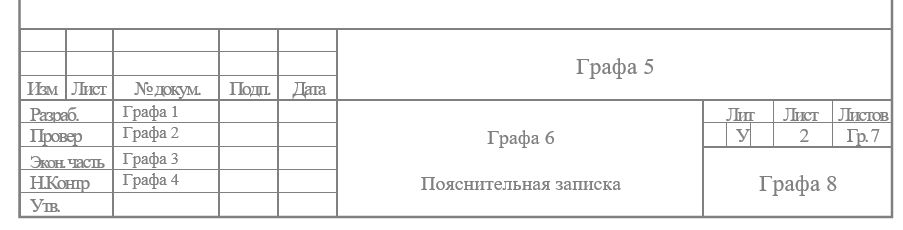 Графа 5
Изм Лист № докум. Подп. Дата
Разраб. Графа 1 Лит Лист Листов
Провер Графа 2 Графа 6 У 2 Гр.7
Экон.часть Графа 3
Н.Контр Графа 4 Пояснительная записка Графа 8
Утв.